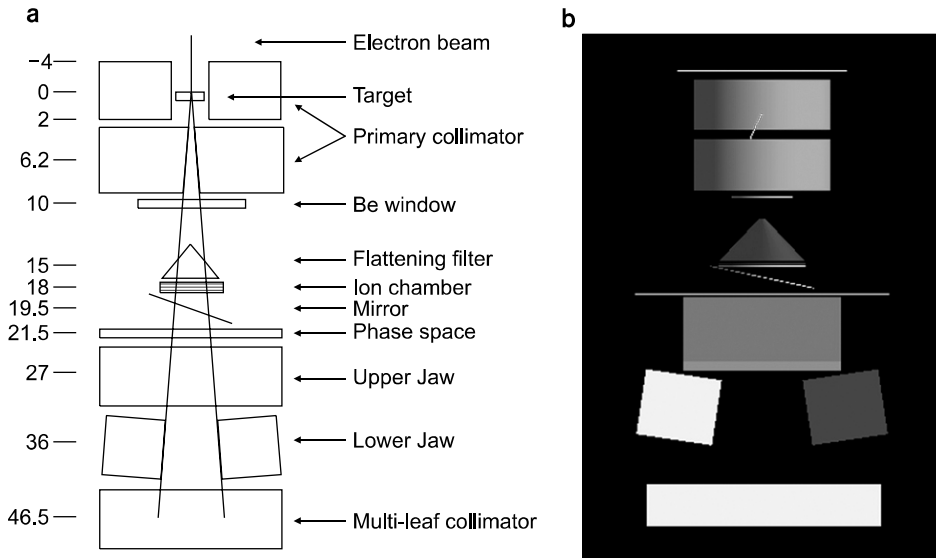 a
b
Electron beam
−4
0
Target
2
Primary collimator
6.2
10
Be window
Flattening filter
15
18
Ion chamber
19.5
Mirror
21.5
Phase space
27
Upper Jaw
36
Lower Jaw
46.5
Multi-leaf collimator